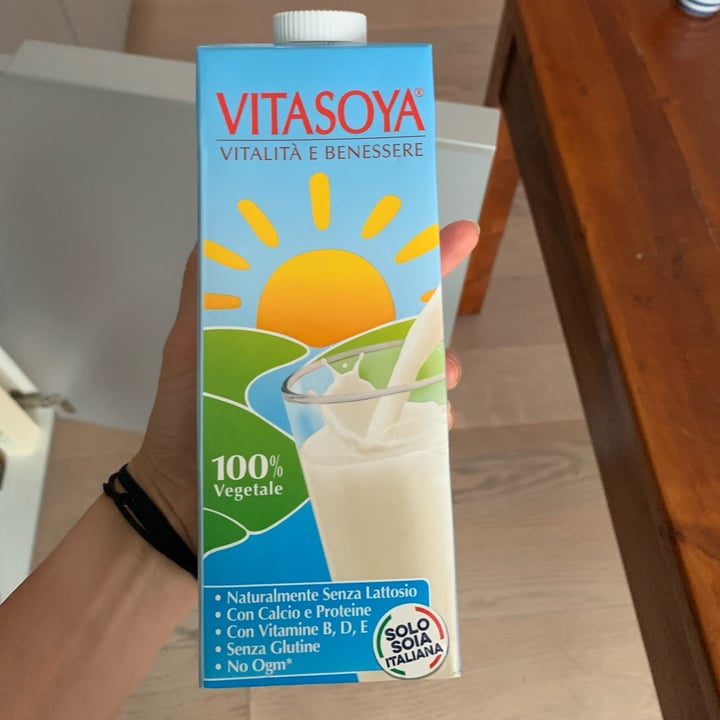 VITASOYA®
VITALITÀ E BENESSERE
100%
Vegetale
• Naturalmente Senza Lattosio
• Con Calcio e Proteine
• Con Vitamine B, D, E
• Senza Glutine
• No Ogm*
SOLO
SOIA
ITALIANA